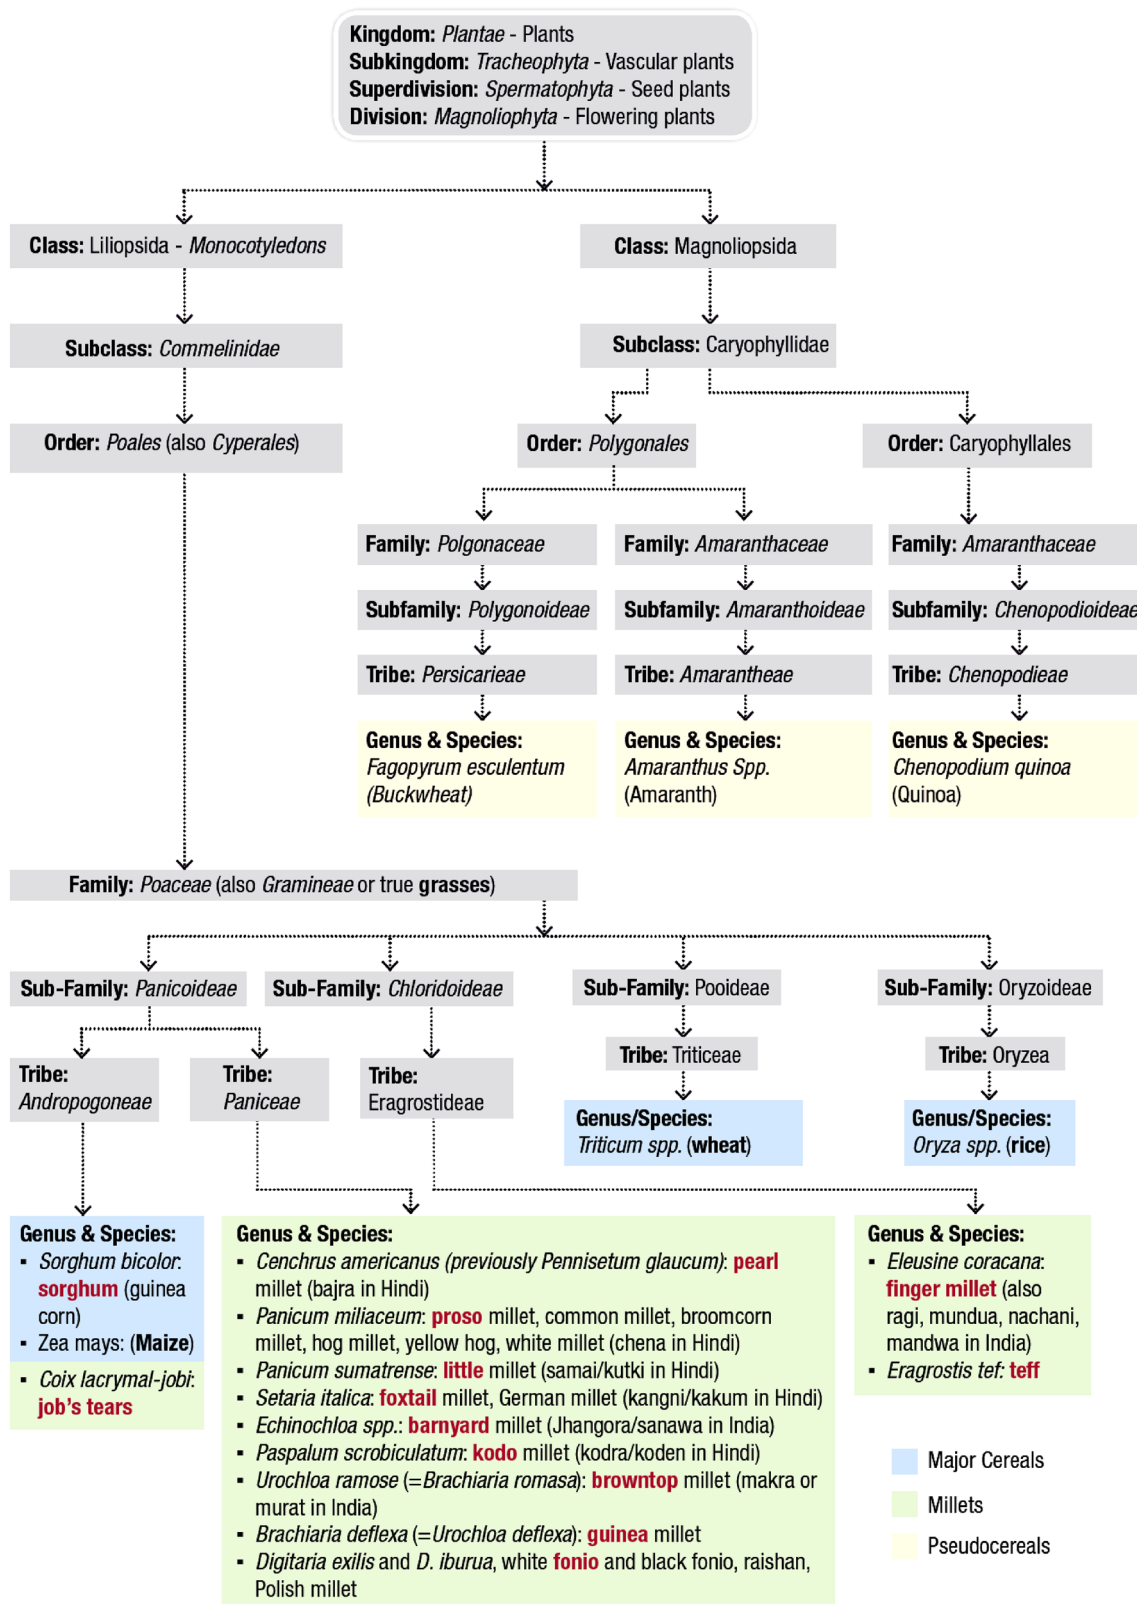 Kingdom: Plantae - Plants
Subkingdom: Tracheophyta - Vascular plants
Superdivision: Spermatophyta - Seed plants
Division: Magnoliophyta - Flowering plants
Class: Liliopsida - Monocotyledons
Class: Magnoliopsida
Subclass: Commelinidae
Subclass: Caryophyllidae
Order: Poales (also Cyperales)
Order: Polygonales
Order: Caryophyllales
Family: Polgonaceae
Family: Amaranthaceae
Family: Amaranthaceae
Subfamily: Polygonoideae
Subfamily: Amaranthoideae
Subfamily: Chenopodioideae
Tribe: Persicarieae
Tribe: Amarantheae
Tribe: Chenopodieae
Genus & Species:
Fagopyrum esculentum
(Buckwheat)
Genus & Species:
Amaranthus Spp.
(Amaranth)
Genus & Species:
Chenopodium quinoa
(Quinoa)
Family: Poaceae (also Gramineae or true grasses)
Sub-Family: Panicoideae
Sub-Family: Chloridoideae
Sub-Family: Pooideae
Sub-Family: Oryzoideae
Tribe:
Andropogoneae
Tribe:
Paniceae
Tribe:
Eragrostideae
Tribe: Triticeae
Tribe: Oryzea
Genus/Species:
Triticum spp. (wheat)
Genus/Species:
Oryza spp. (rice)
Genus & Species:
▪ Sorghum bicolor:
sorghum (guinea
corn)
▪ Zea mays: (Maize)
▪ Coix lacrymal-jobi:
job's tears
Genus & Species:
▪ Cenchrus americanus (previously Pennisetum glaucum): pearl
millet (bajra in Hindi)
▪ Panicum miliaceum: proso millet, common millet, broomcorn
millet, hog millet, yellow hog, white millet (chena in Hindi)
▪ Panicum sumatrense: little millet (samai/kutki in Hindi)
▪ Setaria italica: foxtail millet, German millet (kangni/kakum in Hindi)
▪ Echinochloa spp.: barnyard millet (Jhangora/sanawa in India)
▪ Paspalum scrobiculatum: kodo millet (kodra/koden in Hindi)
▪ Urochloa ramose (=Brachiaria romasa): browntop millet (makra or
murat in India)
▪ Brachiaria deflexa (=Urochloa deflexa): guinea millet
▪ Digitaria exilis and D. iburua, white fonio and black fonio, raishan,
Polish millet
Genus & Species:
▪ Eleusine coracana:
finger millet (also
ragi, mundua, nachani,
mandwa in India)
▪ Eragrostis tef: teff
Major Cereals
Millets
Pseudocereals